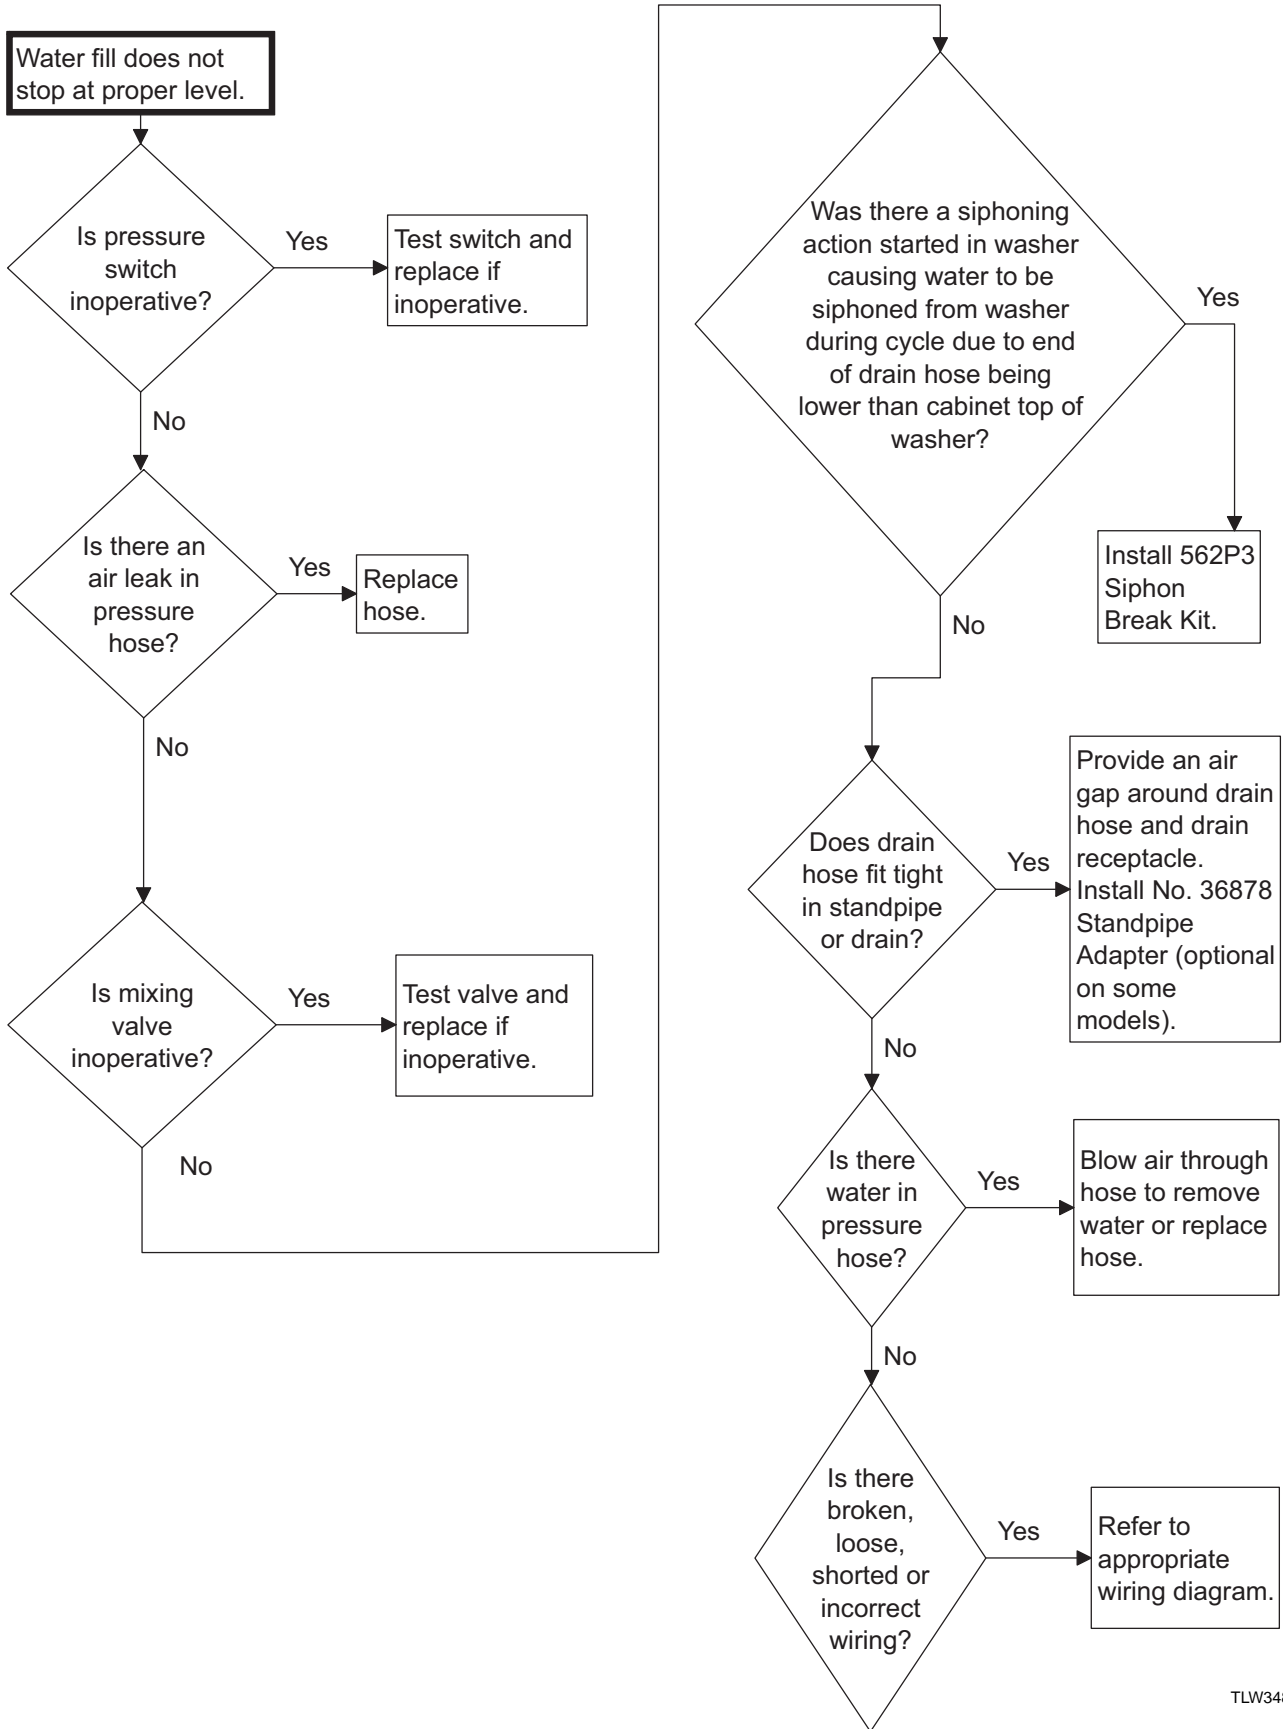 Water fill does not
stop at proper level.
Is pressure
switch
inoperative?
Yes
Test switch and
replace if
inoperative.
No
Is there an
air leak in
pressure
hose?
Yes
Replace
hose.
No
Is mixing
valve
inoperative?
Yes
Test valve and
replace if
inoperative.
No
Was there a siphoning
action started in washer
causing water to be
siphoned from washer
during cycle due to end
of drain hose being
lower than cabinet top of
washer?
Yes
Install 562P3
Siphon
Break Kit.
No
Does drain
hose fit tight
in standpipe
or drain?
Yes
Provide an air
gap around drain
hose and drain
receptacle.
Install No. 36878
Standpipe
Adapter (optional
on some
models).
No
Is there
water in
pressure
hose?
Yes
Blow air through
hose to remove
water or replace
hose.
No
Is there
broken,
loose,
shorted or
incorrect
wiring?
Yes
Refer to
appropriate
wiring diagram.